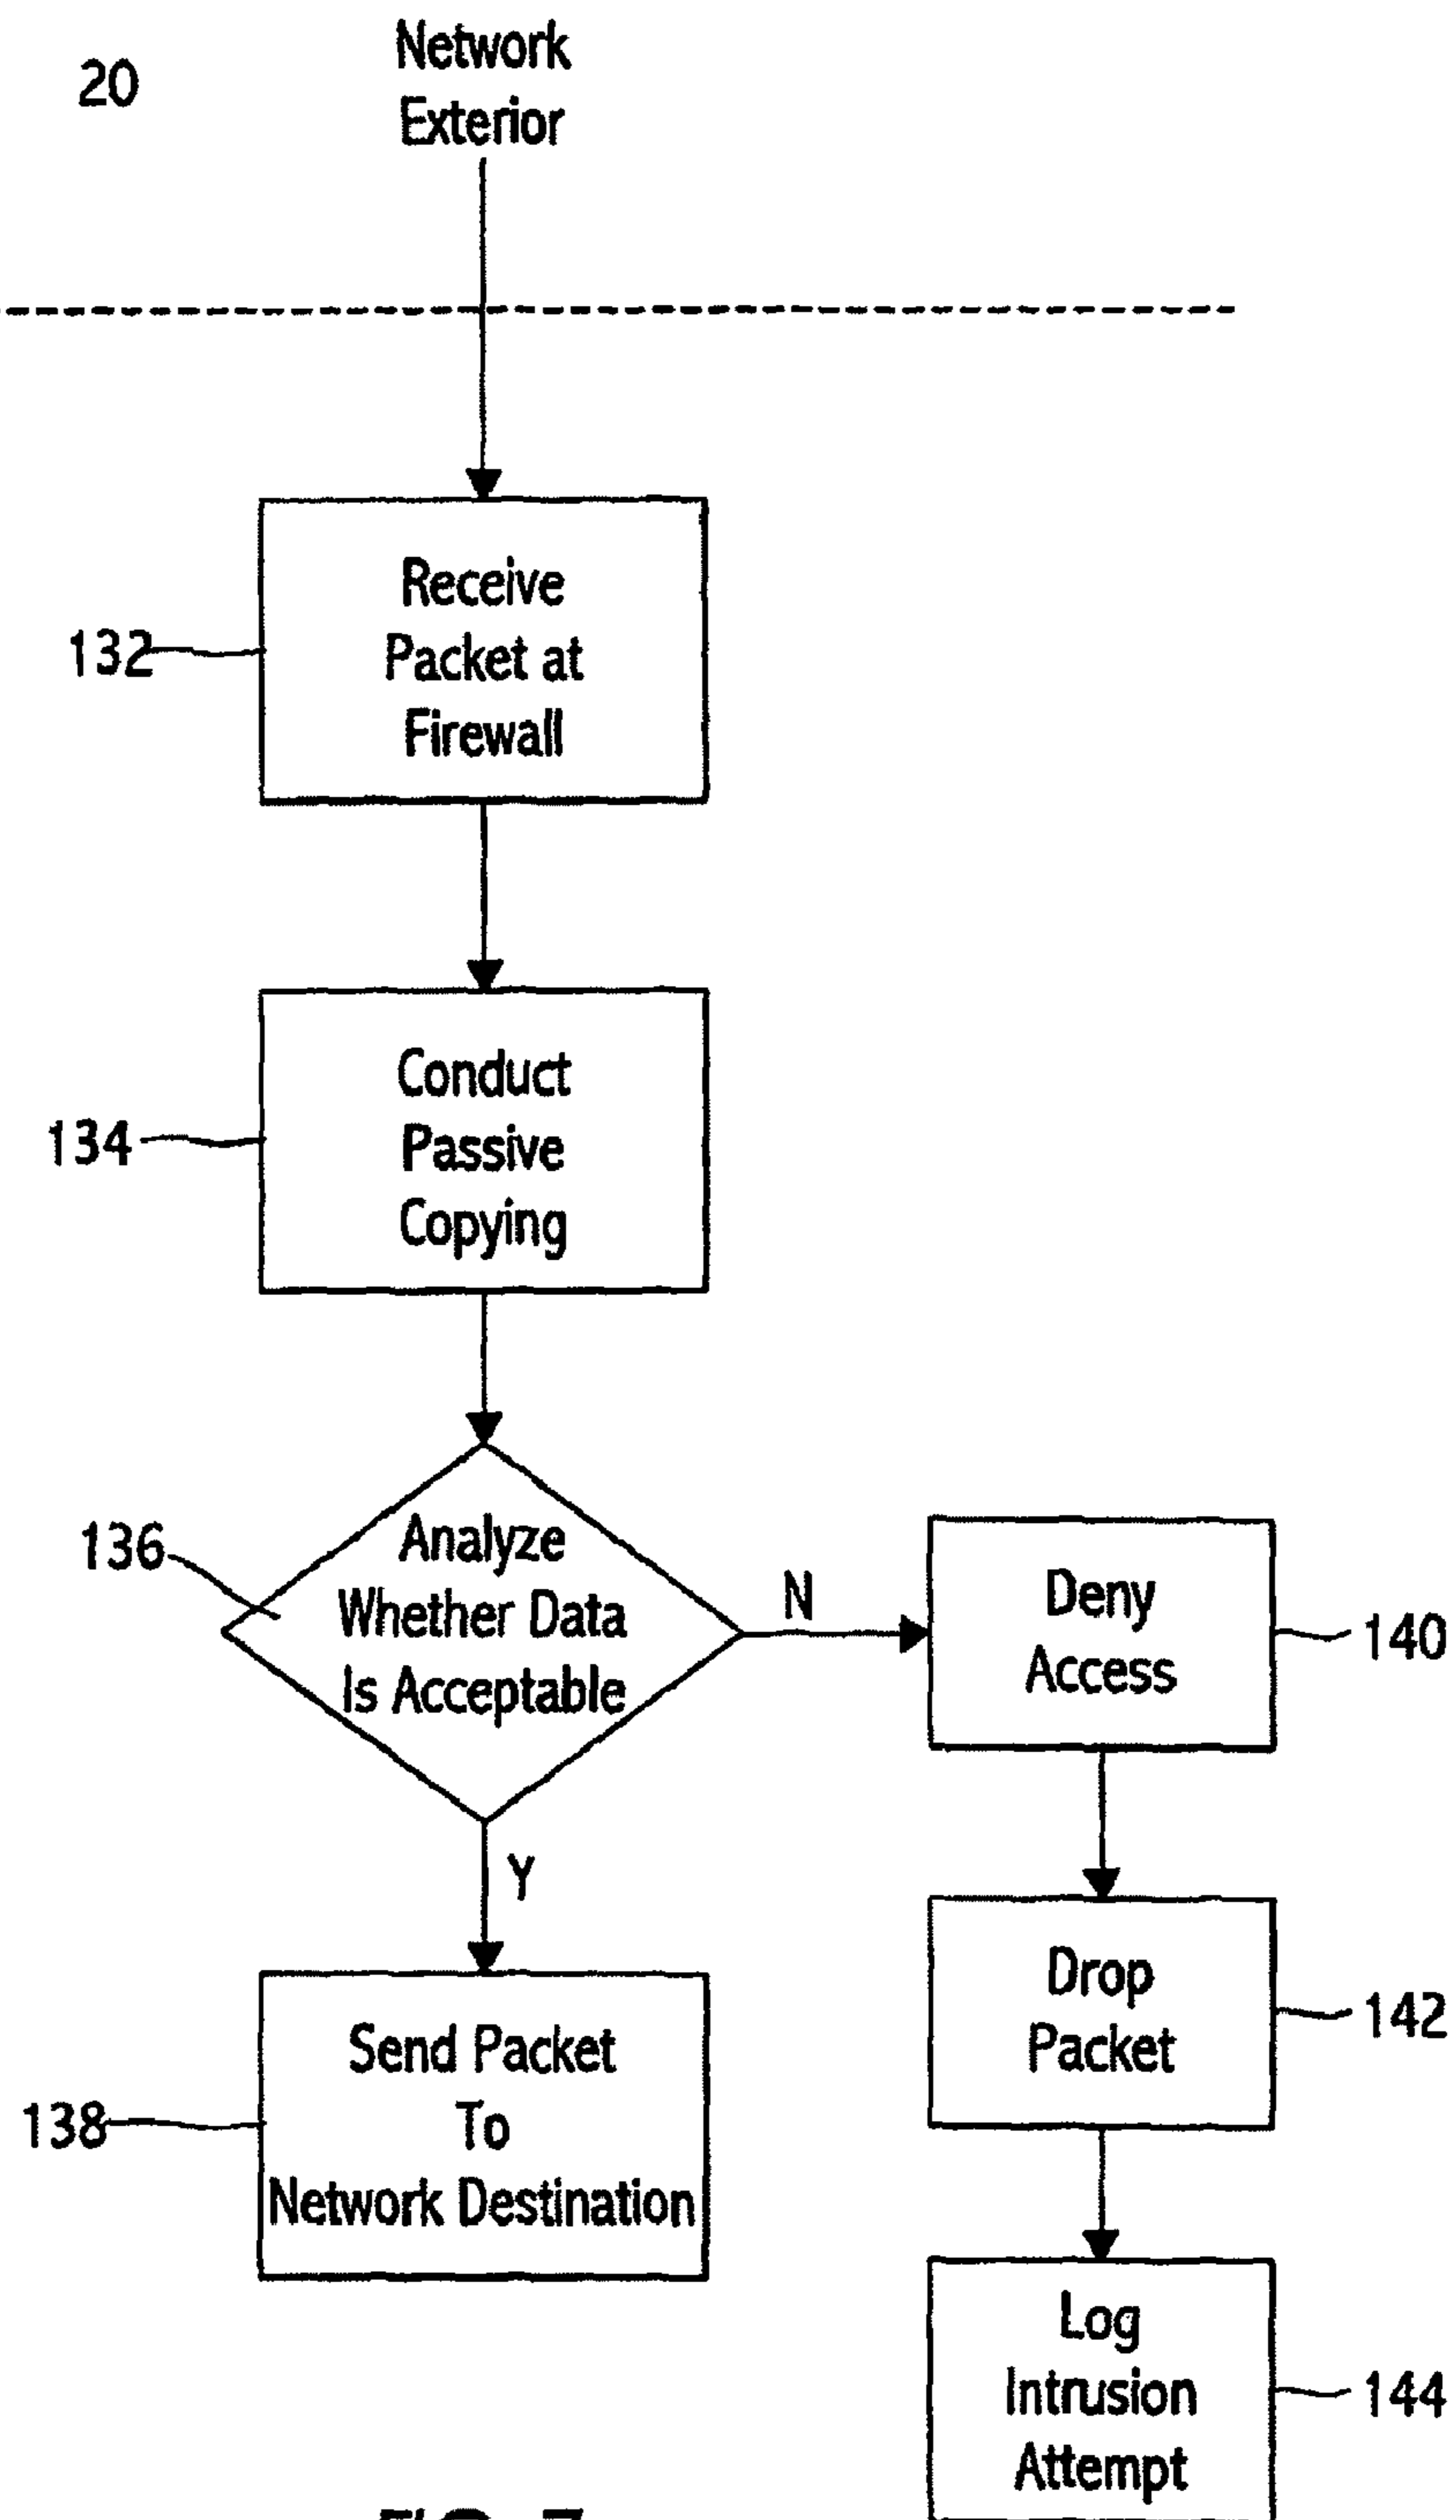 20
Network
Exterior
132
Receive
Packet at
Firewall
134
Conduct
Passive
Copying
136
Analyze
Whether Data
Is Acceptable
N
Deny
Access
140
Y
Drop
Packet
142
138
Send Packet
To
Network Destination
Log
Intrusion
Attempt
144